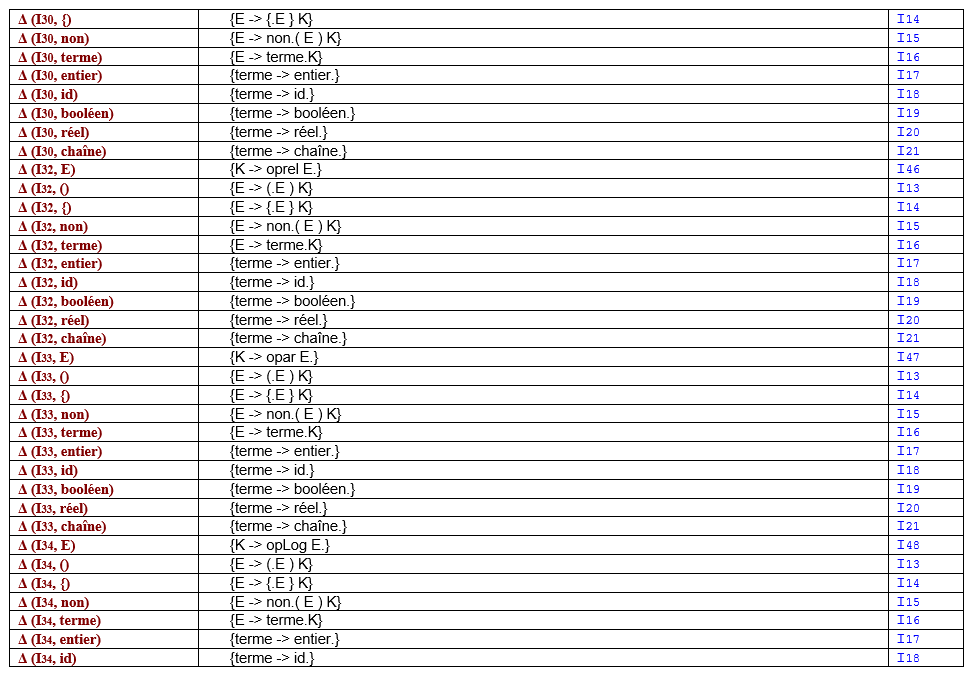 Δ (I30, {) {E -> {.E } K} I14
Δ (I30, non) {E -> non.( E ) K} I15
Δ (I30, terme) {E -> terme.K} I16
Δ (I30, entier) {terme -> entier.} I17
Δ (I30, id) {terme -> id.} I18
Δ (I30, booléen) {terme -> booléen.} I19
Δ (I30, réel) {terme -> réel.} I20
Δ (I30, chaîne) {terme -> chaîne.} I21
Δ (I32, E) {K -> oprel E.} I46
Δ (I32, () {E -> (.E ) K} I13
Δ (I32, {) {E -> {.E } K} I14
Δ (I32, non) {E -> non.( E ) K} I15
Δ (I32, terme) {E -> terme.K} I16
Δ (I32, entier) {terme -> entier.} I17
Δ (I32, id) {terme -> id.} I18
Δ (I32, booléen) {terme -> booléen.} I19
Δ (I32, réel) {terme -> réel.} I20
Δ (I32, chaîne) {terme -> chaîne.} I21
Δ (I33, E) {K -> opar E.} I47
Δ (I33, () {E -> (.E ) K} I13
Δ (I33, {) {E -> {.E } K} I14
Δ (I33, non) {E -> non.( E ) K} I15
Δ (I33, terme) {E -> terme.K} I16
Δ (I33, entier) {terme -> entier.} I17
Δ (I33, id) {terme -> id.} I18
Δ (I33, booléen) {terme -> booléen.} I19
Δ (I33, réel) {terme -> réel.} I20
Δ (I33, chaîne) {terme -> chaîne.} I21
Δ (I34, E) {K -> opLog E.} I48
Δ (I34, () {E -> (.E ) K} I13
Δ (I34, {) {E -> {.E } K} I14
Δ (I34, non) {E -> non.( E ) K} I15
Δ (I34, terme) {E -> terme.K} I16
Δ (I34, entier) {terme -> entier.} I17
Δ (I34, id) {terme -> id.} I18